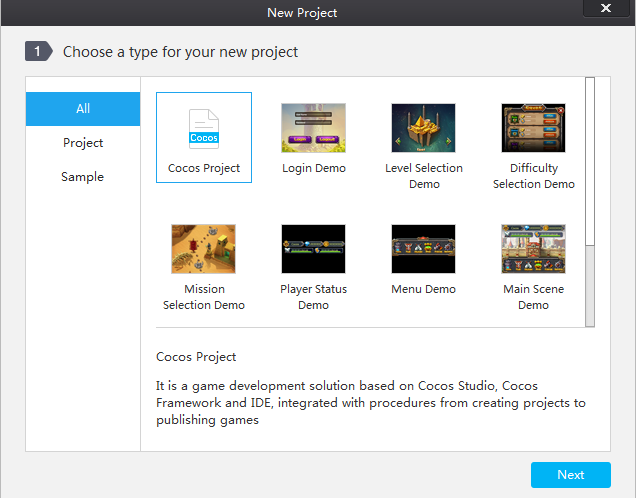 New Project
1 Choose a type for your new project
All
Project
Sample
Cocos
Cocos Project
Login Demo
Level Selection
Demo
Difficulty
Selection Demo
Mission
Selection Demo
Player Status
Demo
Menu Demo
Main Scene
Demo
Cocos Project
It is a game development solution based on Cocos Studio, Cocos
Framework and IDE, integrated with procedures from creating projects to
publishing games
Next